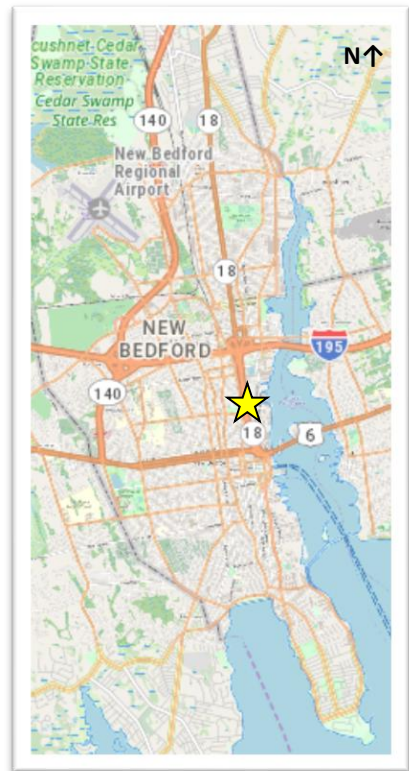 cushnet-Cedar
Swamp State
Reservation
Cedar Swamp
State Res
N↑
140
18
New Bedford
Regional
Airport
18
NEW
BEDFORD
195
140
18
6